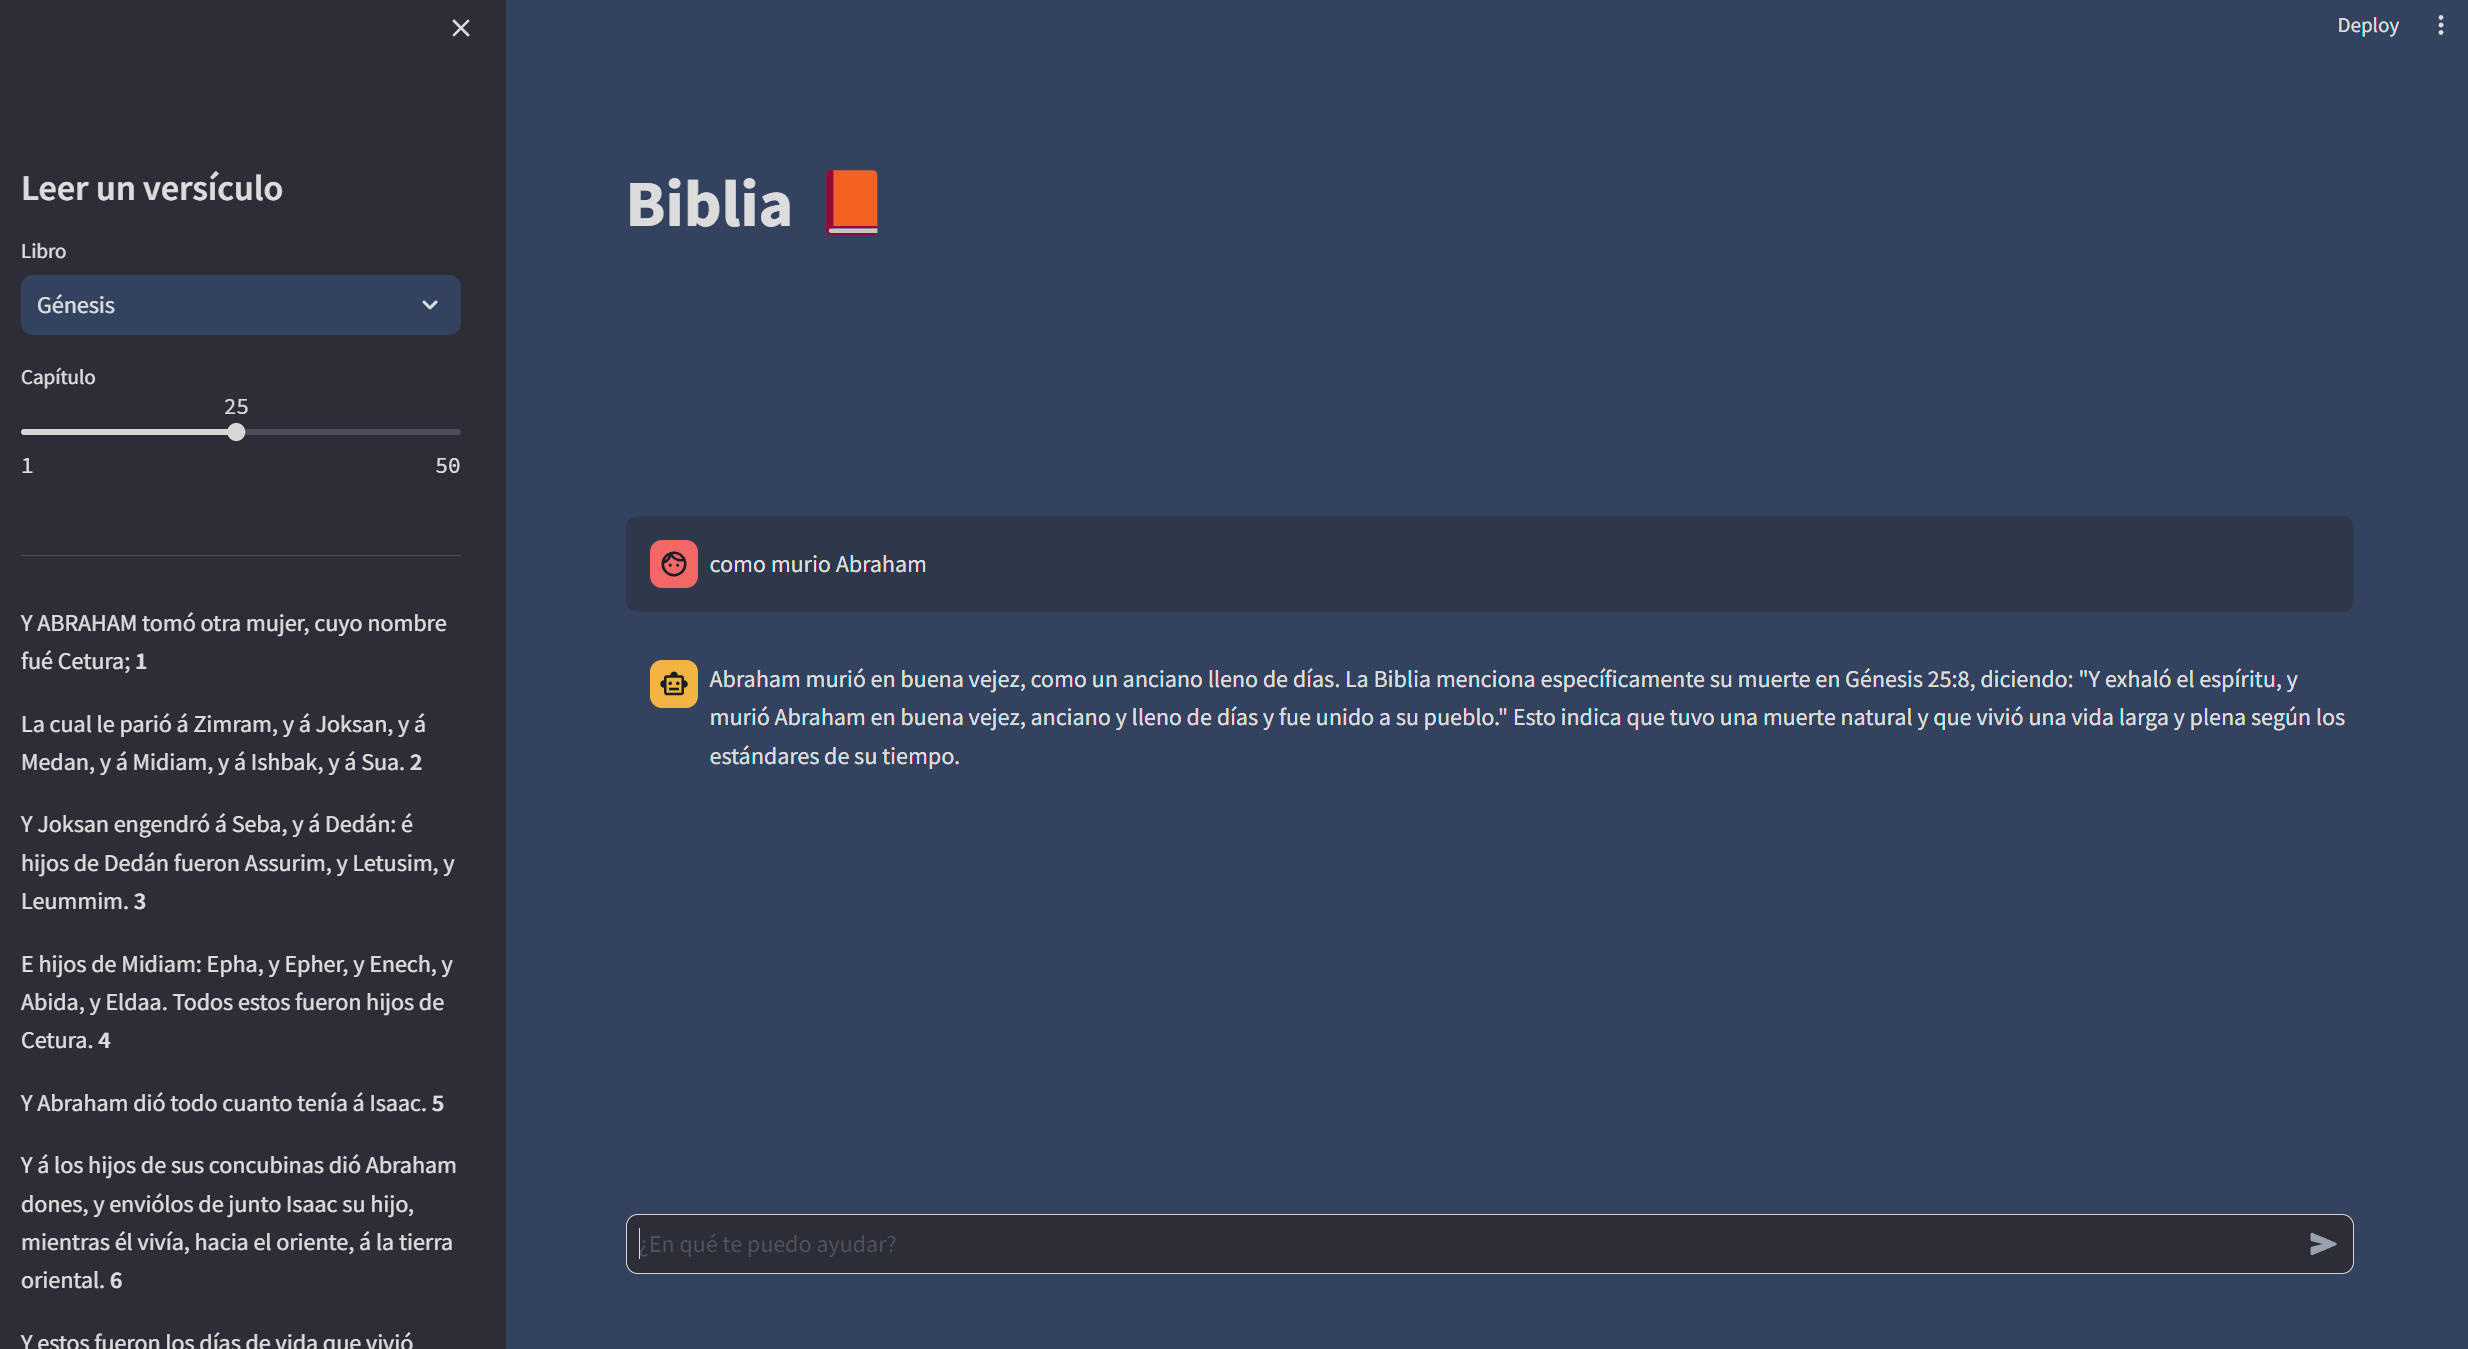 Leer un versículo
Libro
Génesis
Capítulo
25
1
50
Y ABRAHAM tomó otra mujer, cuyo nombre
fué Cetura; 1
La cual le parió á Zimram, y á Joksan, y á
Medan, y á Midiam, y á Ishbak, y á Sua. 2
Y Joksan engendró á Seba, y á Dedán: é
hijos de Dedán fueron Assurim, y Letusim, y
Leummim. 3
E hijos de Midiam: Epha, y Epher, y Enech, y
Abida, y Eldaa. Todos estos fueron hijos de
Cetura. 4
Y Abraham dió todo cuanto tenía á Isaac. 5
Y á los hijos de sus concubinas dió Abraham
dones, y enviólos de junto Isaac su hijo,
mientras él vivía, hacia el oriente, á la tierra
oriental. 6
Y estos fueron los días de vida que vivió
Deploy
Biblia
como murio Abraham
Abraham murió en buena vejez, como un anciano lleno de días. La Biblia menciona específicamente su muerte en Génesis 25:8, diciendo: "Y exhaló el espíritu, y
murió Abraham en buena vejez, anciano y lleno de días y fue unido a su pueblo." Esto indica que tuvo una muerte natural y que vivió una vida larga y plena según los
estándares de su tiempo.
¿En qué te puedo ayudar?